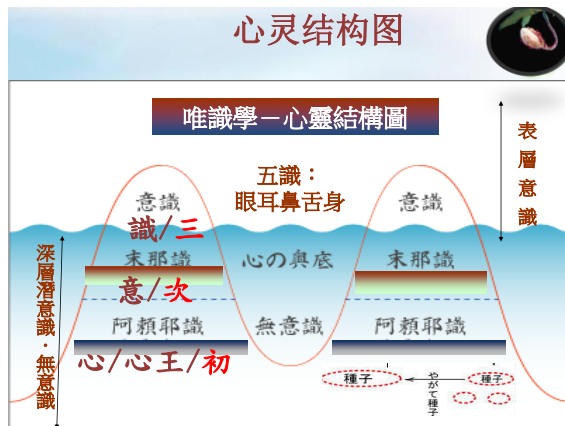 心灵结构图
唯識學－心靈結構圖
表層意識
五識：
眼耳鼻舌身
意識
意識
識/三
深層潛意識．無意識
末那識
心の奥底
末那識
意/次
阿頼耶識
無意識
阿頼耶識
心/心王/初
種子
やがて種子
種子